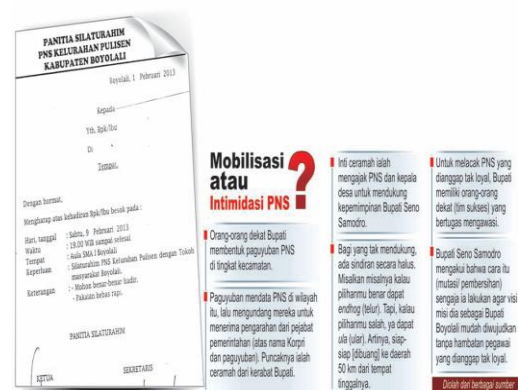 PANITIA SILATURAHIM
PNS KELURAHAN PULISEN
KABUPATEN BOYOLALI
Boyolali, 1 Pebruari 2013
Kepada
Yth. Bpk/Ibu
Di
Tempat.
Dengan hormat,
Mengharap atas kehadiran Bpk/Ibu besok pada :
Hari, tanggal : Sabtu, 9 Pebruari 2013
Waktu : 19.00 WIB sampai selesai
Tempat : Aula SMA I Boyolali
Keperluan : Silaturahim PNS Kelurahan Pulisen dengan Tokoh
masyarakat Boyolali.
Keterangan : - Mohon benar-benar hadir.
- Pakaian bebas rapi.
PANITIA SILATURAHIM
KETUA
SEKRETARIS
Mobilisasi
atau
Intimidasi PNS ?
Orang-orang dekat Bupati
membentuk paguyuban PNS
di tingkat kecamatan.
Paguyuban mendata PNS di wilayah
itu, lalu mengundang mereka untuk
menerima pengarahan dari pejabat
pemerintahan (atas nama Korpri
dan paguyuban). Puncaknya ialah
ceramah dari kerabat Bupati.
Inti ceramah ialah
mengajak PNS dan kepala
desa untuk mendukung
kepemimpinan Bupati Seno
Samodro.
Bagi yang tak mendukung,
ada sindiran secara halus.
Misalkan misalnya kalau
pilihanmu benar dapat
endhog (telur). Tapi, kalau
pilihanmu salah, ya dapat
ula (ular). Artinya, siap-
siap [dibuang] ke daerah
50 km dari tempat
tinggalnya.
Untuk melacak PNS yang
dianggap tak loyal, Bupati
memiliki orang-orang
dekat (tim sukses) yang
bertugas mengawasi.
Bupati Seno Samodro
mengakui bahwa cara itu
(mutasi/ pembersihan)
sengaja ia lakukan agar visi
misi dia sebagai Bupati
Boyolali mudah diwujudkan
tanpa hambatan pegawai
yang dianggap tak loyal.
Diolah dari berbagai sumber